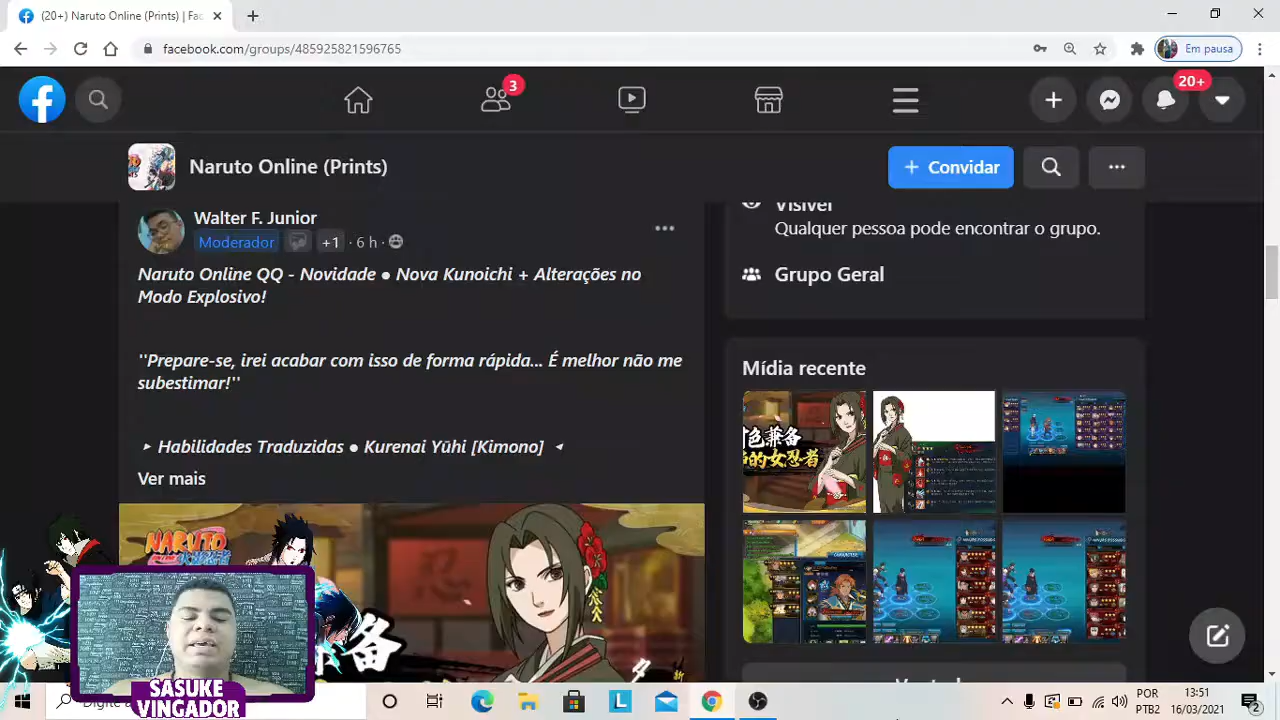 (20+) Naruto Online (Prints) | Fac
facebook.com/groups/485925821596765
Em pausa
3
20+
Naruto Online (Prints)
+ Convidar
Walter F. Junior
Moderador
+1 · 6 h ·
Naruto Online QQ - Novidade ● Nova Kunoichi + Alterações no
Modo Explosivo!
''Prepare-se, irei acabar com isso de forma rápida... É melhor não me
subestimar!''
► Habilidades Traduzidas ● Kurenai Yūhi [Kimono] ◄
Ver mais
Visível
Qualquer pessoa pode encontrar o grupo.
Grupo Geral
Mídia recente
NARUTO
SASUKE
VINGADOR
POR
PTB2
13:51
16/03/2021
2